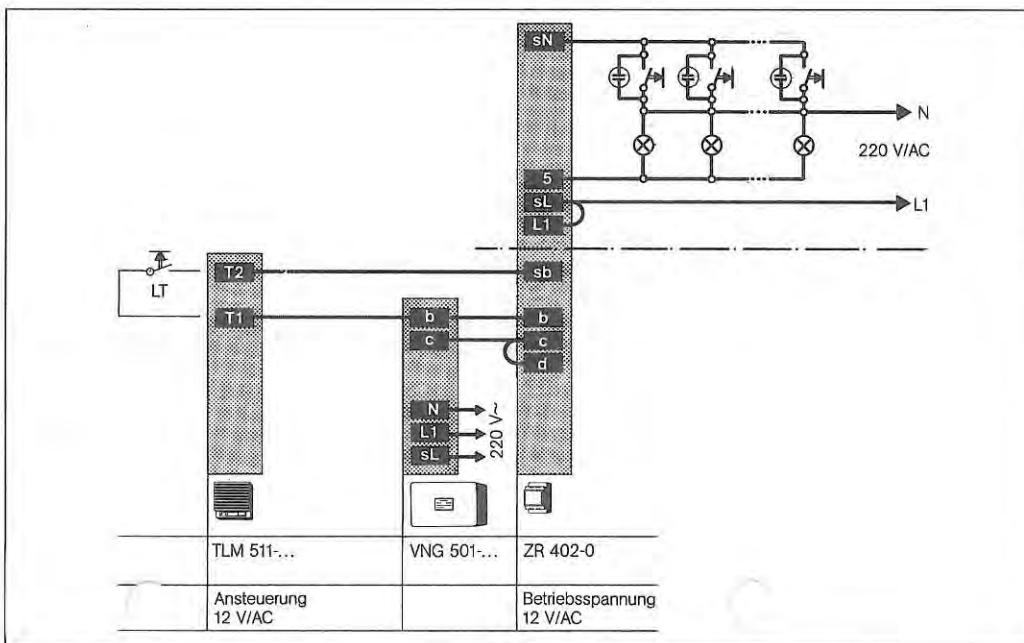 sN
N
220 V/AC
5
sL
L1
L1
T2
sb
LT
T1
b
b
c
c
d
N
L1
220 V~
sL
TLM 511-...
VNG 501-...
ZR 402-0
Ansteuerung
12 V/AC
Betriebsspannung
12 V/AC